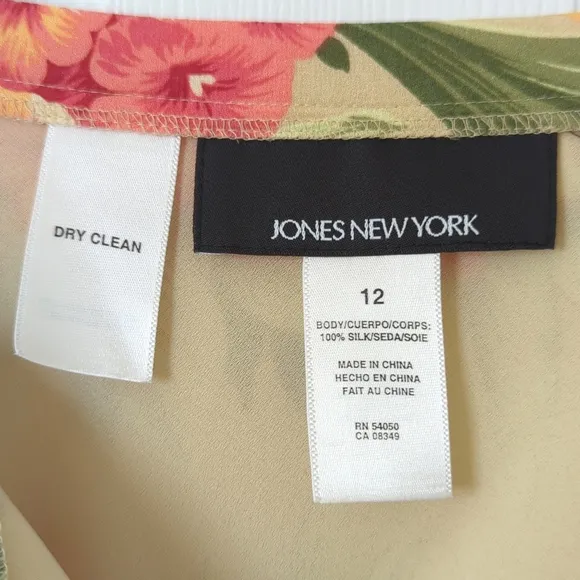 DRY CLEAN
JONES NEW YORK
12
BODY/CUERPO/CORPS:
100% SILK/SEDA/SOIE
MADE IN CHINA
HECHO EN CHINA
FAIT AU CHINE
RN 54050
CA 08349